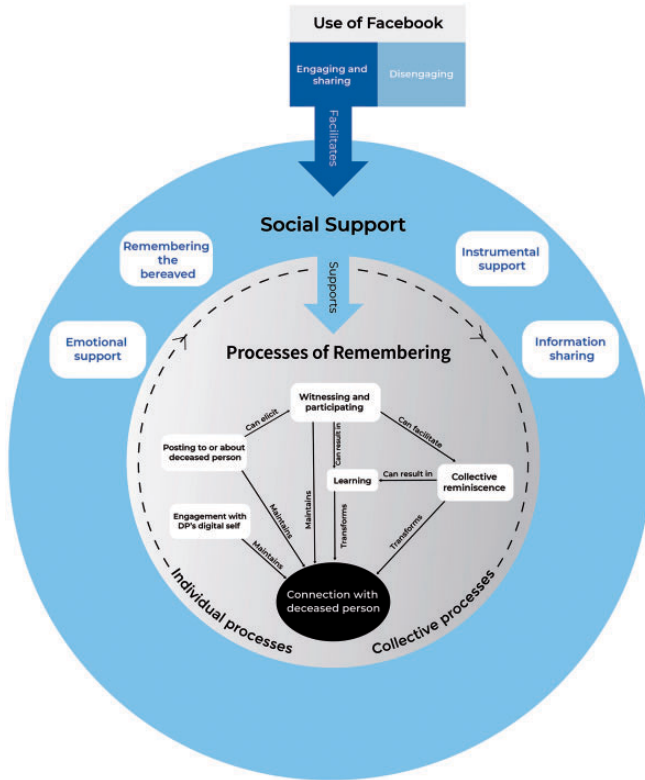 Use of Facebook
Engaging and
sharing
Disengaging
Facilitates
Social Support
Remembering
the
bereaved
Instrumental
support
Supports
Emotional
support
Information
sharing
Processes of Remembering
Witnessing and
participating
Can elicit
Can result in
Can facilitate
Posting to or about
deceased person
Learning
Can result in
Collective
reminiscence
Engagement with
DP's digital self
Maintains
Maintains
Maintains
Transforms
Transforms
Connection with
deceased person
Individual processes
Collective processes